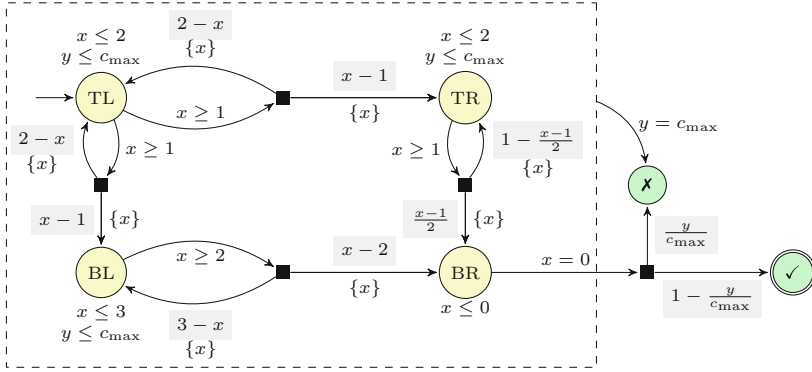 x ≤ 2
y ≤ c_max
TL
2 − x
{x}
x ≥ 1
x − 1
{x}
x ≤ 2
y ≤ c_max
TR
2 − x
{x}
x ≥ 1
x ≥ 1
1 − (x−1)/2
{x}
y = c_max
✗
x − 1
{x}
(x−1)/2
{x}
y/c_max
BL
x ≥ 2
x − 2
{x}
BR
x = 0
✓
x ≤ 3
y ≤ c_max
3 − x
{x}
x ≤ 0
1 − y/c_max